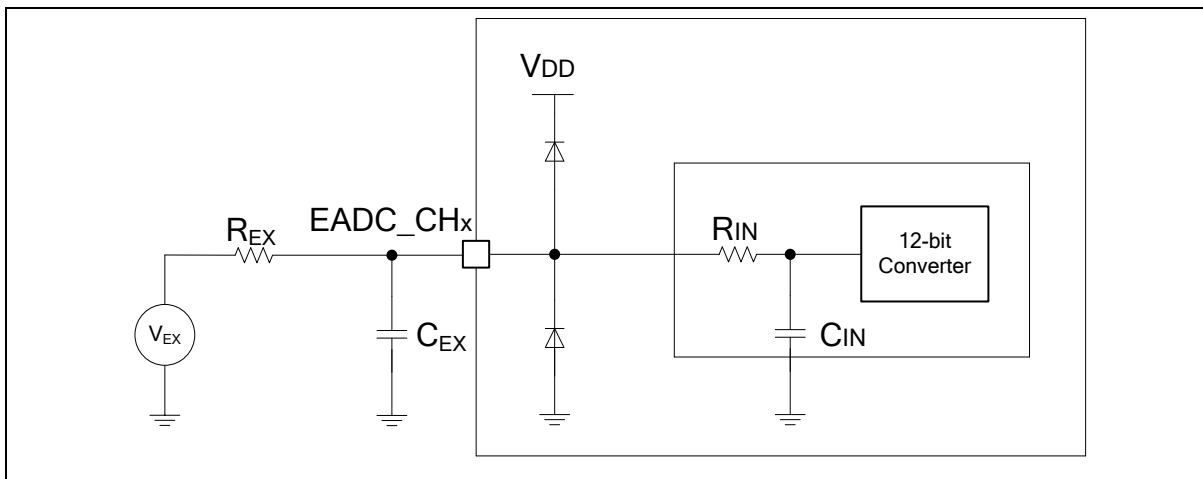 VDD
EADC_CHx
REX
RIN
12-bit
Converter
VEX
CEX
CIN